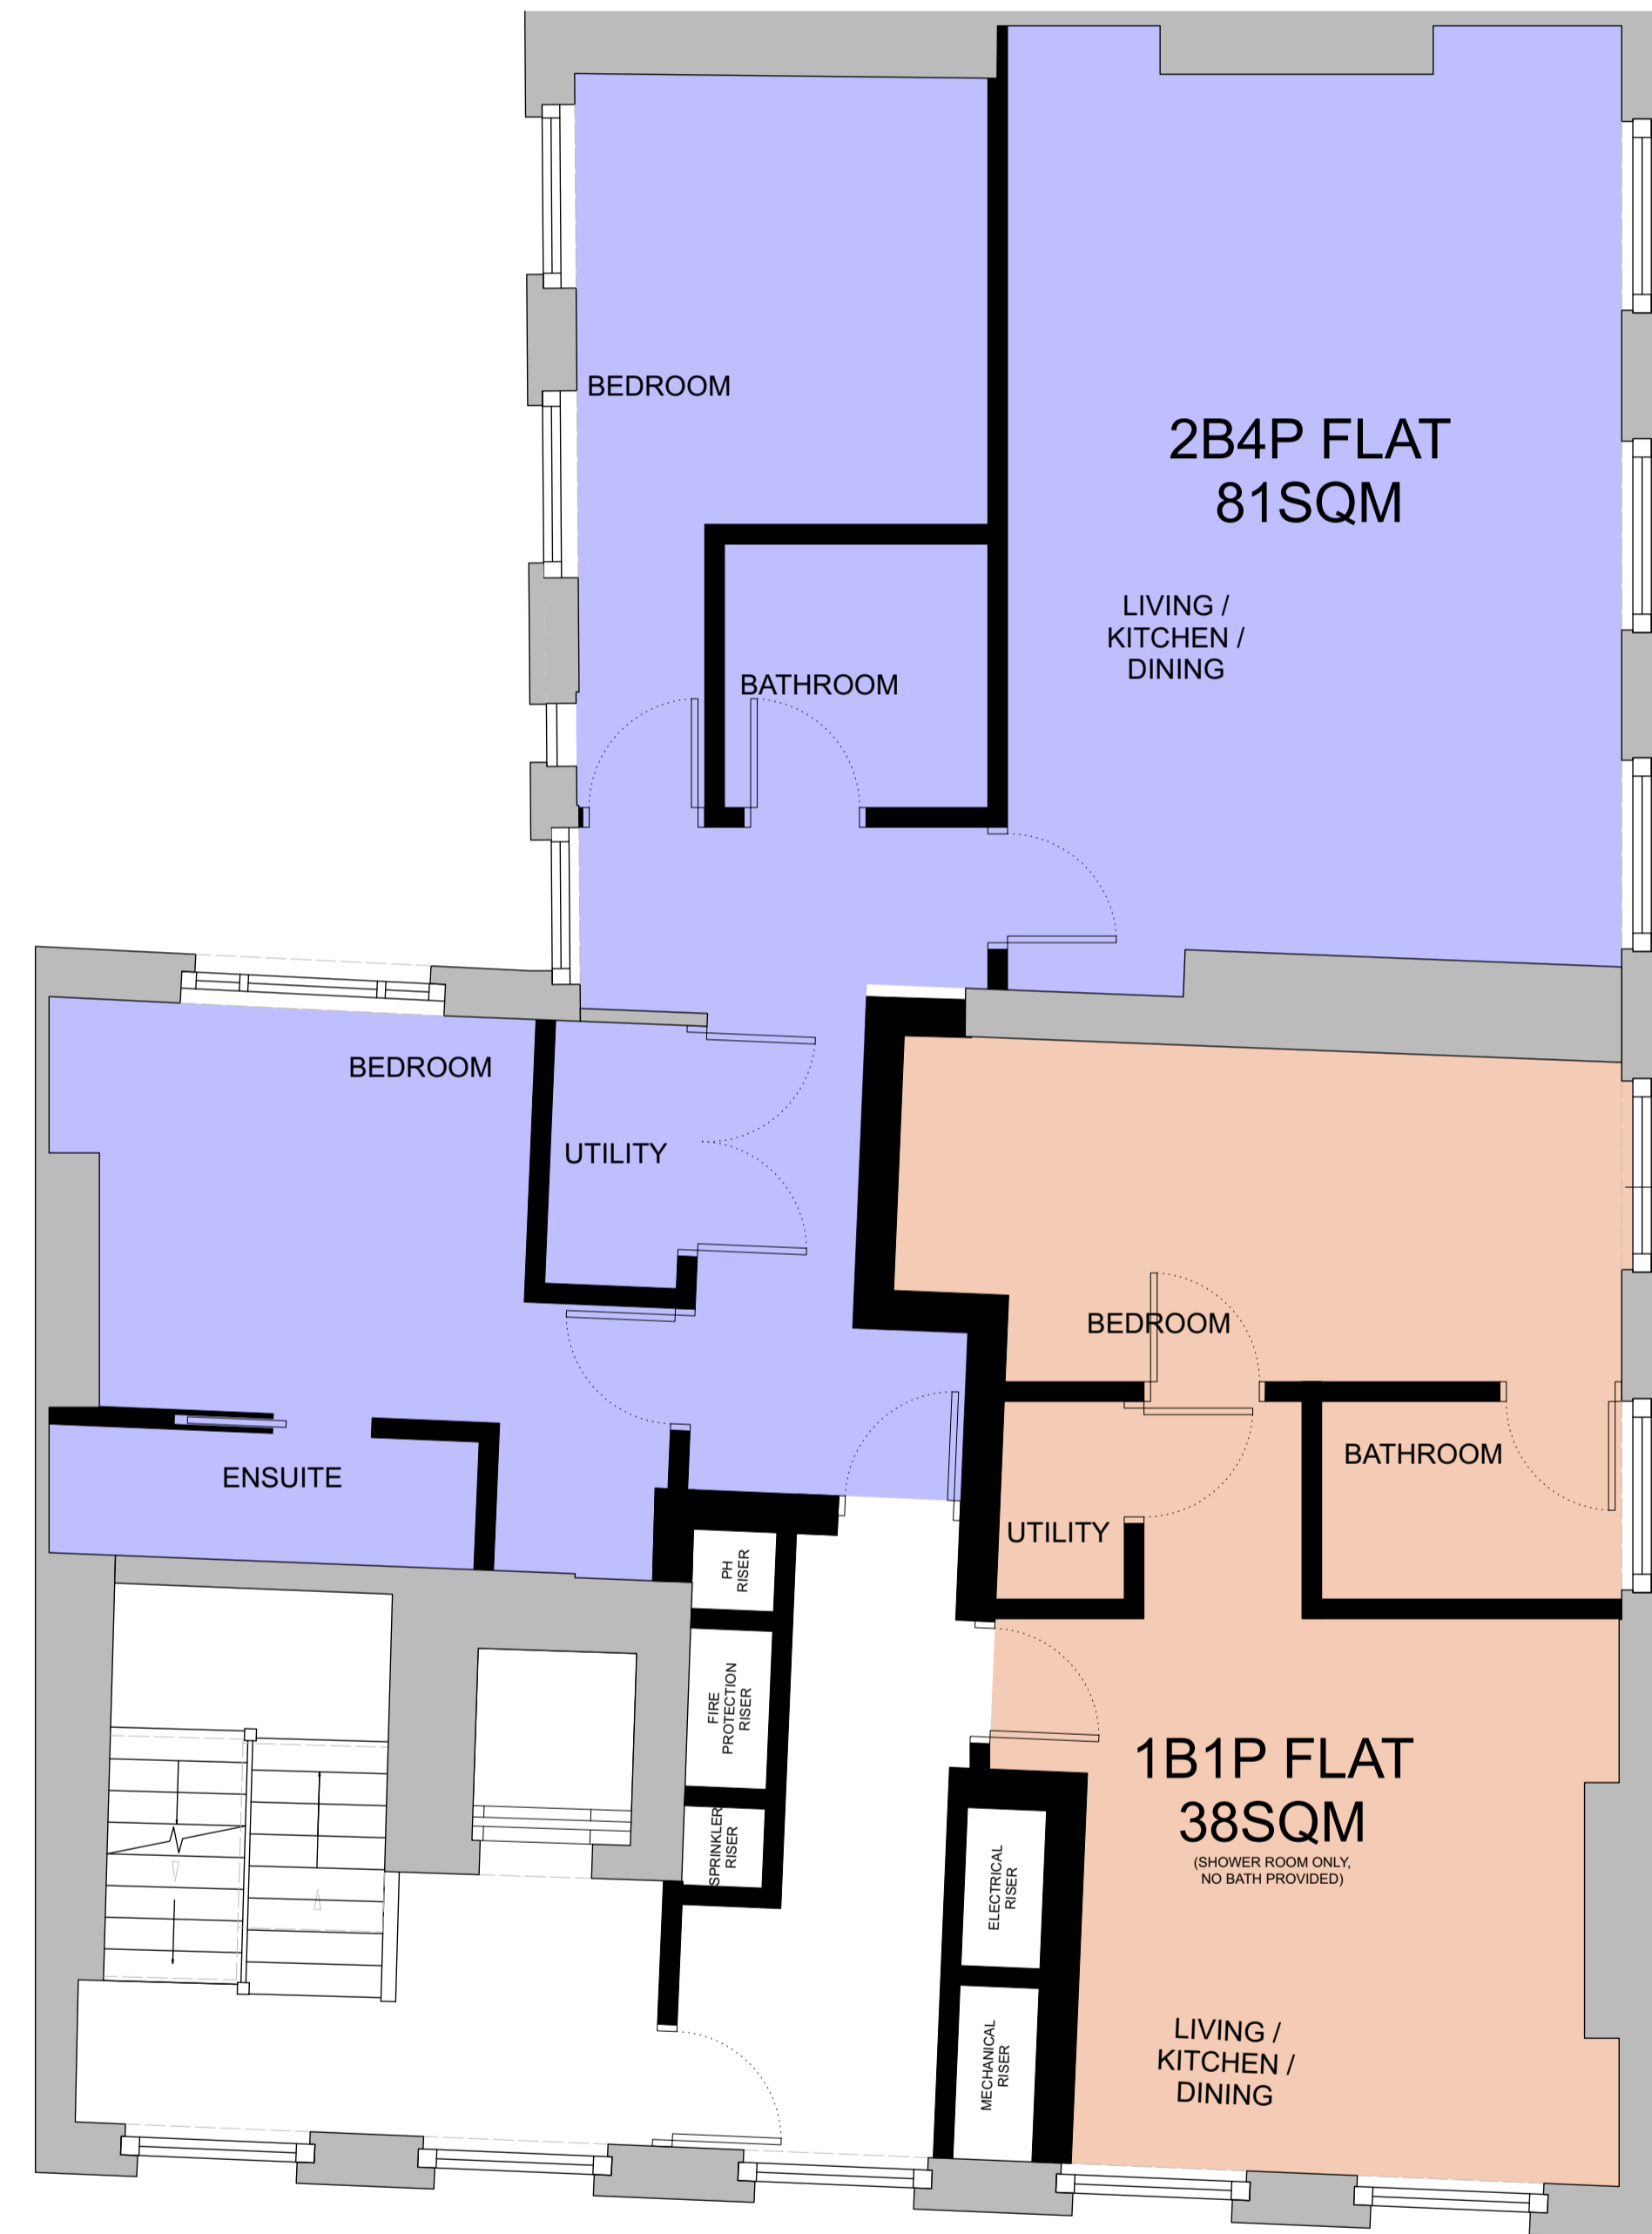 BEDROOM
2B4P FLAT
81SQM
LIVING /
KITCHEN /
DINING
BATHROOM
BEDROOM
UTILITY
BEDROOM
BATHROOM
ENSUITE
UTILITY
PH
RISER
FIRE
PROTECTION
RISER
SPRINKLER
RISER
1B1P FLAT
38SQM
(SHOWER ROOM ONLY,
NO BATH PROVIDED)
ELECTRICAL
RISER
MECHANICAL
RISER
LIVING /
KITCHEN /
DINING